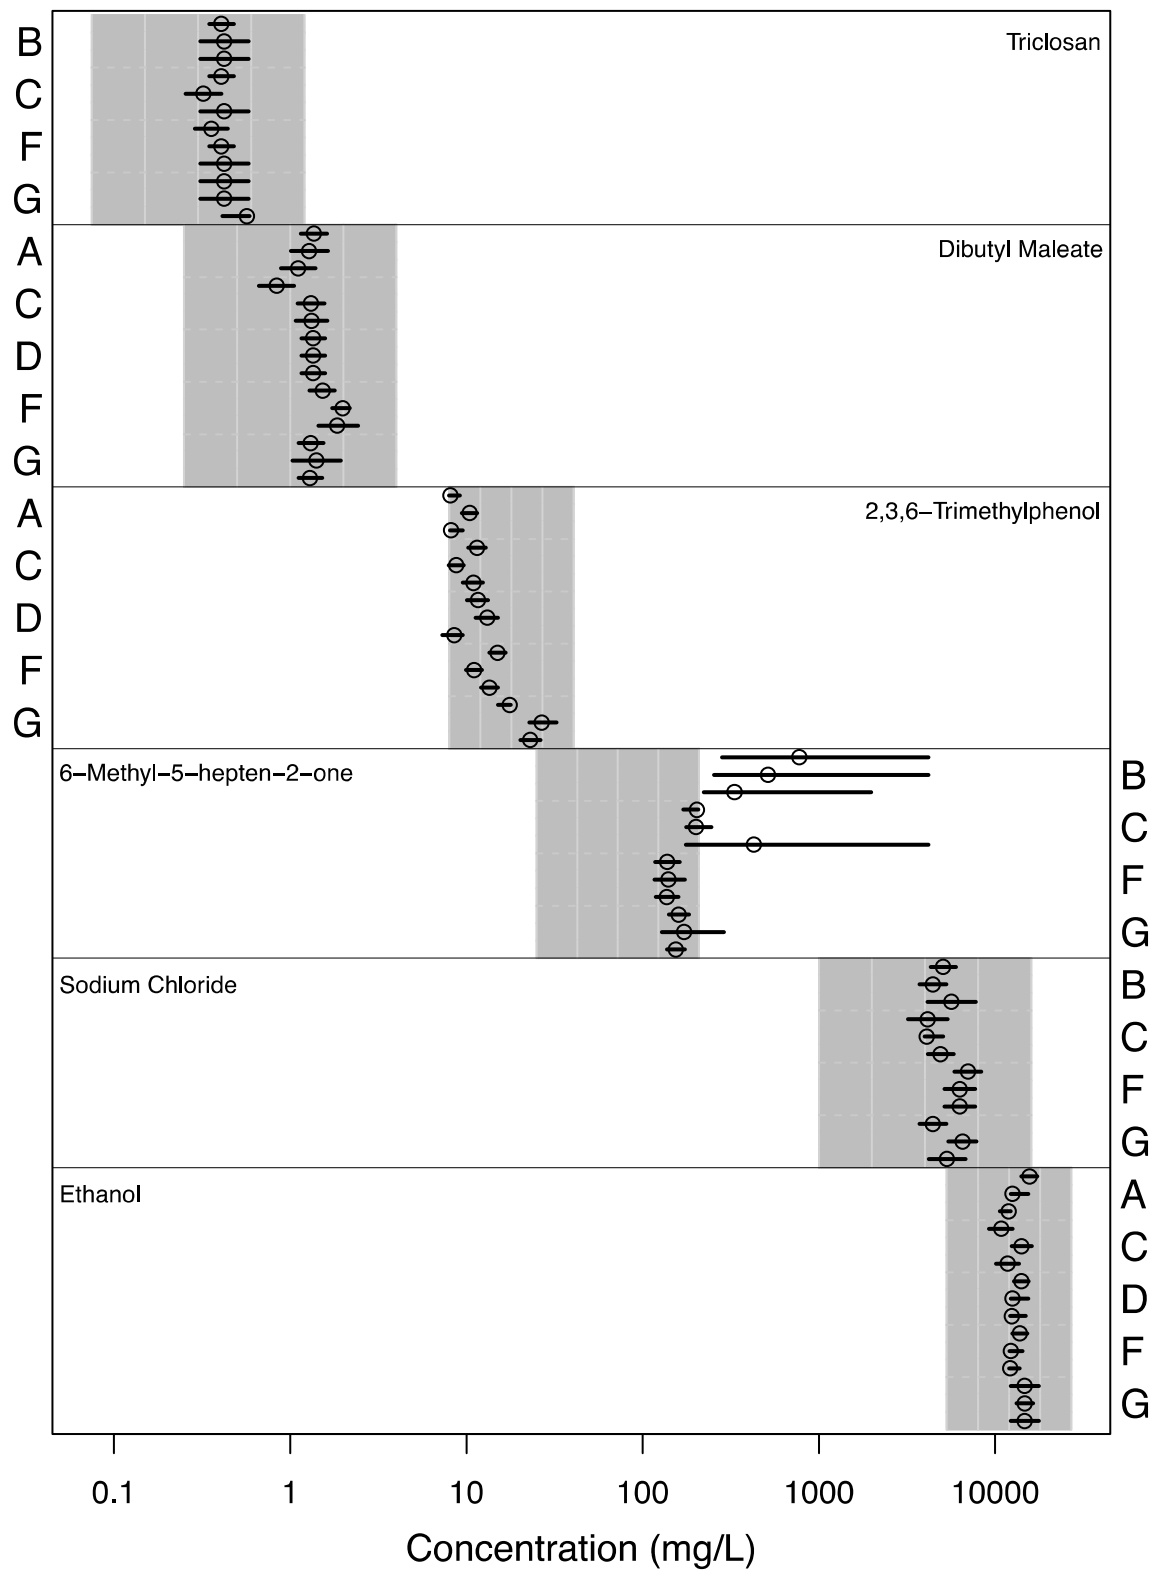 B
Triclosan
C
F
G
A
Dibutyl Maleate
C
D
F
G
A
2,3,6–Trimethylphenol
C
D
F
G
6–Methyl–5–hepten–2–one
B
C
F
G
Sodium Chloride
B
C
F
G
Ethanol
A
C
D
F
G
0.1 1 10 100 1000 10000
Concentration (mg/L)